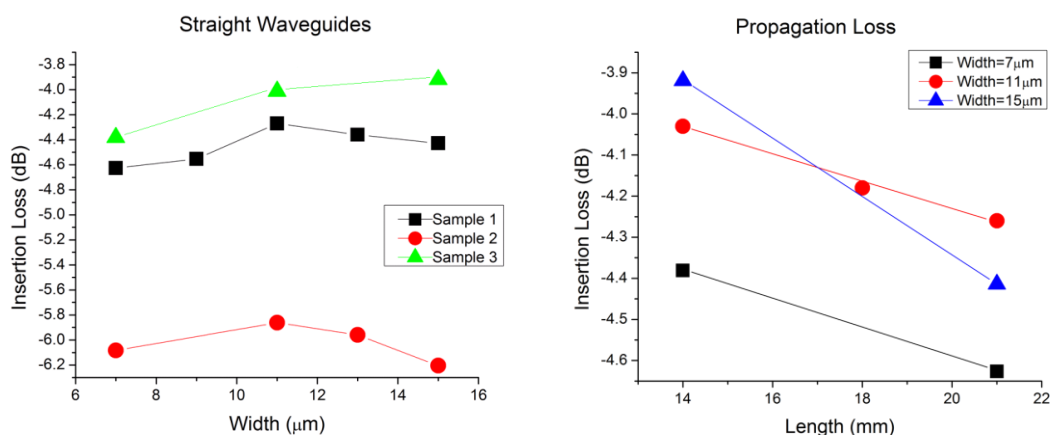 Straight Waveguides
Insertion Loss (dB)
-3.8
-4.0
-4.2
-4.4
-4.6
-4.8
-5.0
-5.2
-5.4
-5.6
-5.8
-6.0
-6.2
Sample 1
Sample 2
Sample 3
6 8 10 12 14 16
Width (μm)
Propagation Loss
Insertion Loss (dB)
-3.9
-4.0
-4.1
-4.2
-4.3
-4.4
-4.5
-4.6
Width=7μm
Width=11μm
Width=15μm
14 16 18 20 22
Length (mm)